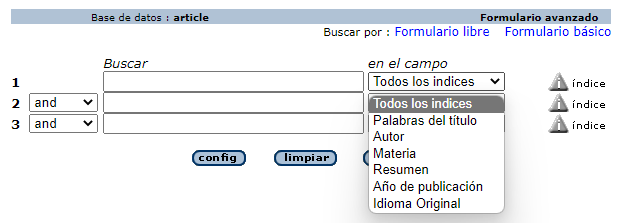 Base de datos : article Formulario avanzado
Buscar por : Formulario libre Formulario básico
Buscar en el campo
1 Todos los indices índice
2 and Todos los indices índice
3 and Palabras del título índice
Autor
Materia
config limpiar Resumen
Año de publicación
Idioma Original